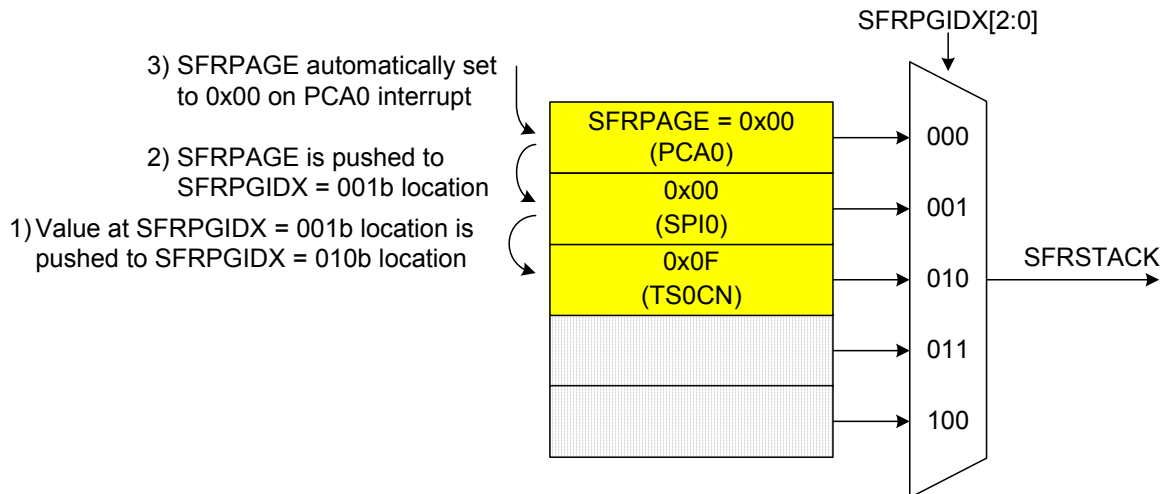 SFRPGIDX[2:0]
3) SFRPAGE automatically set
to 0x00 on PCA0 interrupt
2) SFRPAGE is pushed to
SFRPGIDX = 001b location
1) Value at SFRPGIDX = 001b location is
pushed to SFRPGIDX = 010b location
SFRPAGE = 0x00
(PCA0)
0x00
(SPI0)
0x0F
(TS0CN)
000
001
010
011
100
SFRSTACK